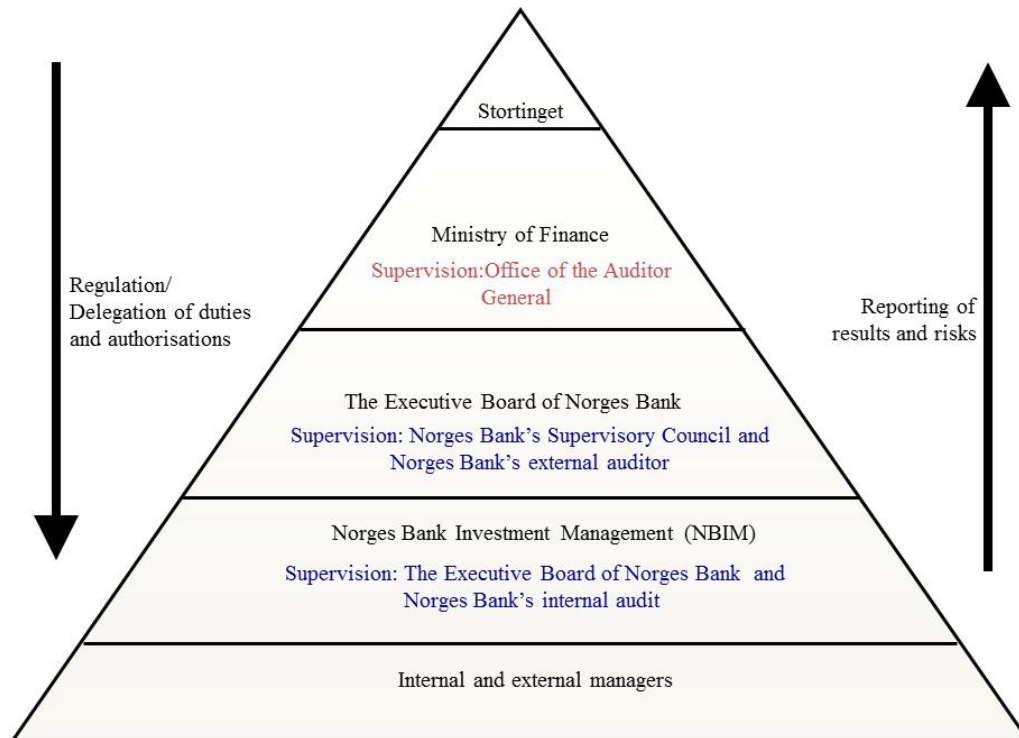 Stortinget
Ministry of Finance
Supervision:Office of the Auditor
General
Regulation/
Delegation of duties
and authorisations
Reporting of
results and risks
The Executive Board of Norges Bank
Supervision: Norges Bank’s Supervisory Council and
Norges Bank’s external auditor
Norges Bank Investment Management (NBIM)
Supervision: The Executive Board of Norges Bank and
Norges Bank’s internal audit
Internal and external managers